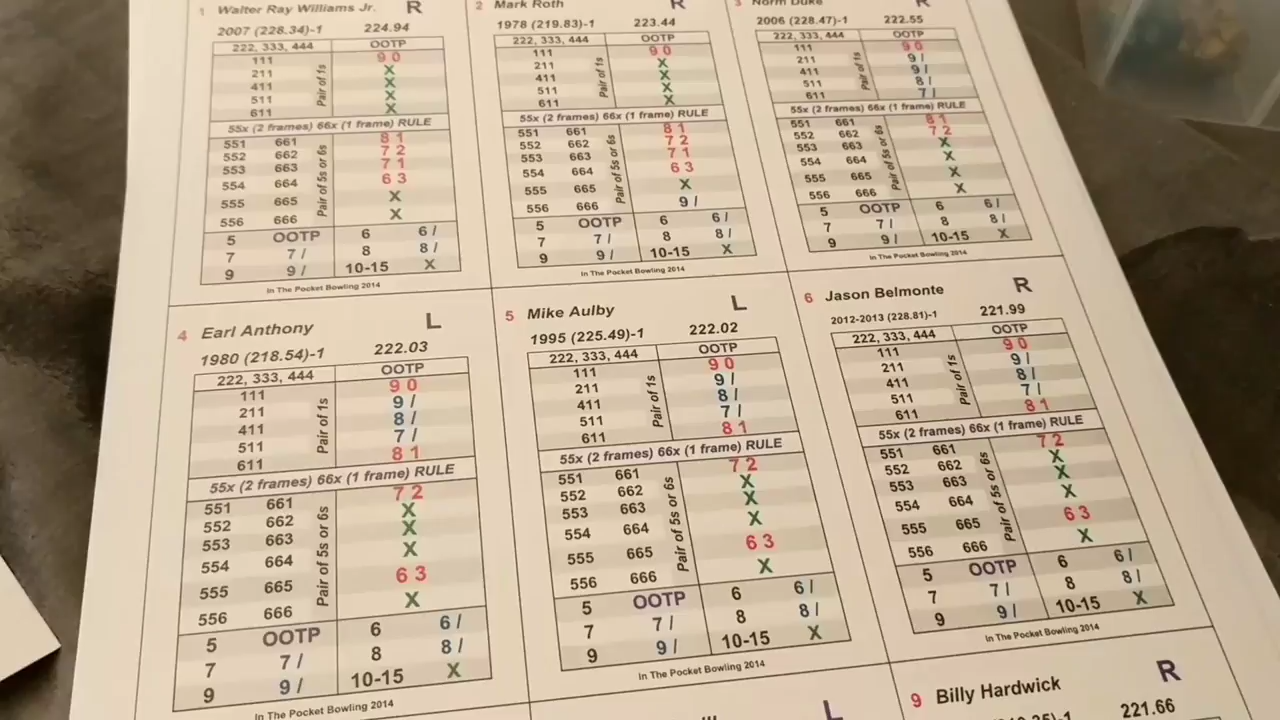 1 Walter Ray Williams Jr. R
2007 (228.34)-1 224.94
222, 333, 444 OOTP
111 9 0
211 X
411 X
511 X
611 X
Pair of 1s
55x (2 frames) 66x (1 frame) RULE
551 661 8 1
552 662 7 2
553 663 7 1
554 664 6 3
555 665 X
556 666 X
Pair of 5s or 6s
5 OOTP 6 6 /
7 7 / 8 8 /
9 9 / 10-15 X
In The Pocket Bowling 2014
2 Mark Roth R
1978 (219.83)-1 223.44
222, 333, 444 OOTP
111 9 0
211 X
411 X
511 X
611 X
Pair of 1s
55x (2 frames) 66x (1 frame) RULE
551 661 8 1
552 662 7 2
553 663 7 1
554 664 6 3
555 665 X
556 666 9 /
Pair of 5s or 6s
5 OOTP 6 6 /
7 7 / 8 8 /
9 9 / 10-15 X
In The Pocket Bowling 2014
3 Norm Duke R
2006 (228.47)-1 222.55
222, 333, 444 OOTP
111 9 0
211 9 /
411 9 /
511 8 /
611 7 /
Pair of 1s
55x (2 frames) 66x (1 frame) RULE
551 661 8 1
552 662 7 2
553 663 X
554 664 X
555 665 X
556 666 X
Pair of 5s or 6s
5 OOTP 6 6 /
7 7 / 8 8 /
9 9 / 10-15 X
In The Pocket Bowling 2014
4 Earl Anthony L
1980 (218.54)-1 222.03
222, 333, 444 OOTP
111 9 0
211 9 /
411 8 /
511 7 /
611 8 1
Pair of 1s
55x (2 frames) 66x (1 frame) RULE
551 661 7 2
552 662 X
553 663 X
554 664 X
555 665 6 3
556 666 X
Pair of 5s or 6s
5 OOTP 6 6 /
7 7 / 8 8 /
9 9 / 10-15 X
In The Pocket Bowling 2014
5 Mike Aulby L
1995 (225.49)-1 222.02
222, 333, 444 OOTP
111 9 0
211 9 /
411 8 /
511 7 /
611 8 1
Pair of 1s
55x (2 frames) 66x (1 frame) RULE
551 661 7 2
552 662 X
553 663 X
554 664 X
555 665 6 3
556 666 X
Pair of 5s or 6s
5 OOTP 6 6 /
7 7 / 8 8 /
9 9 / 10-15 X
In The Pocket Bowling 2014
6 Jason Belmonte R
2012-2013 (228.81)-1 221.99
222, 333, 444 OOTP
111 9 0
211 9 /
411 8 /
511 7 /
611 8 1
Pair of 1s
55x (2 frames) 66x (1 frame) RULE
551 661 7 2
552 662 X
553 663 X
554 664 X
555 665 6 3
556 666 X
Pair of 5s or 6s
5 OOTP 6 6 /
7 7 / 8 8 /
9 9 / 10-15 X
In The Pocket Bowling 2014
L
9 Billy Hardwick R
221.66